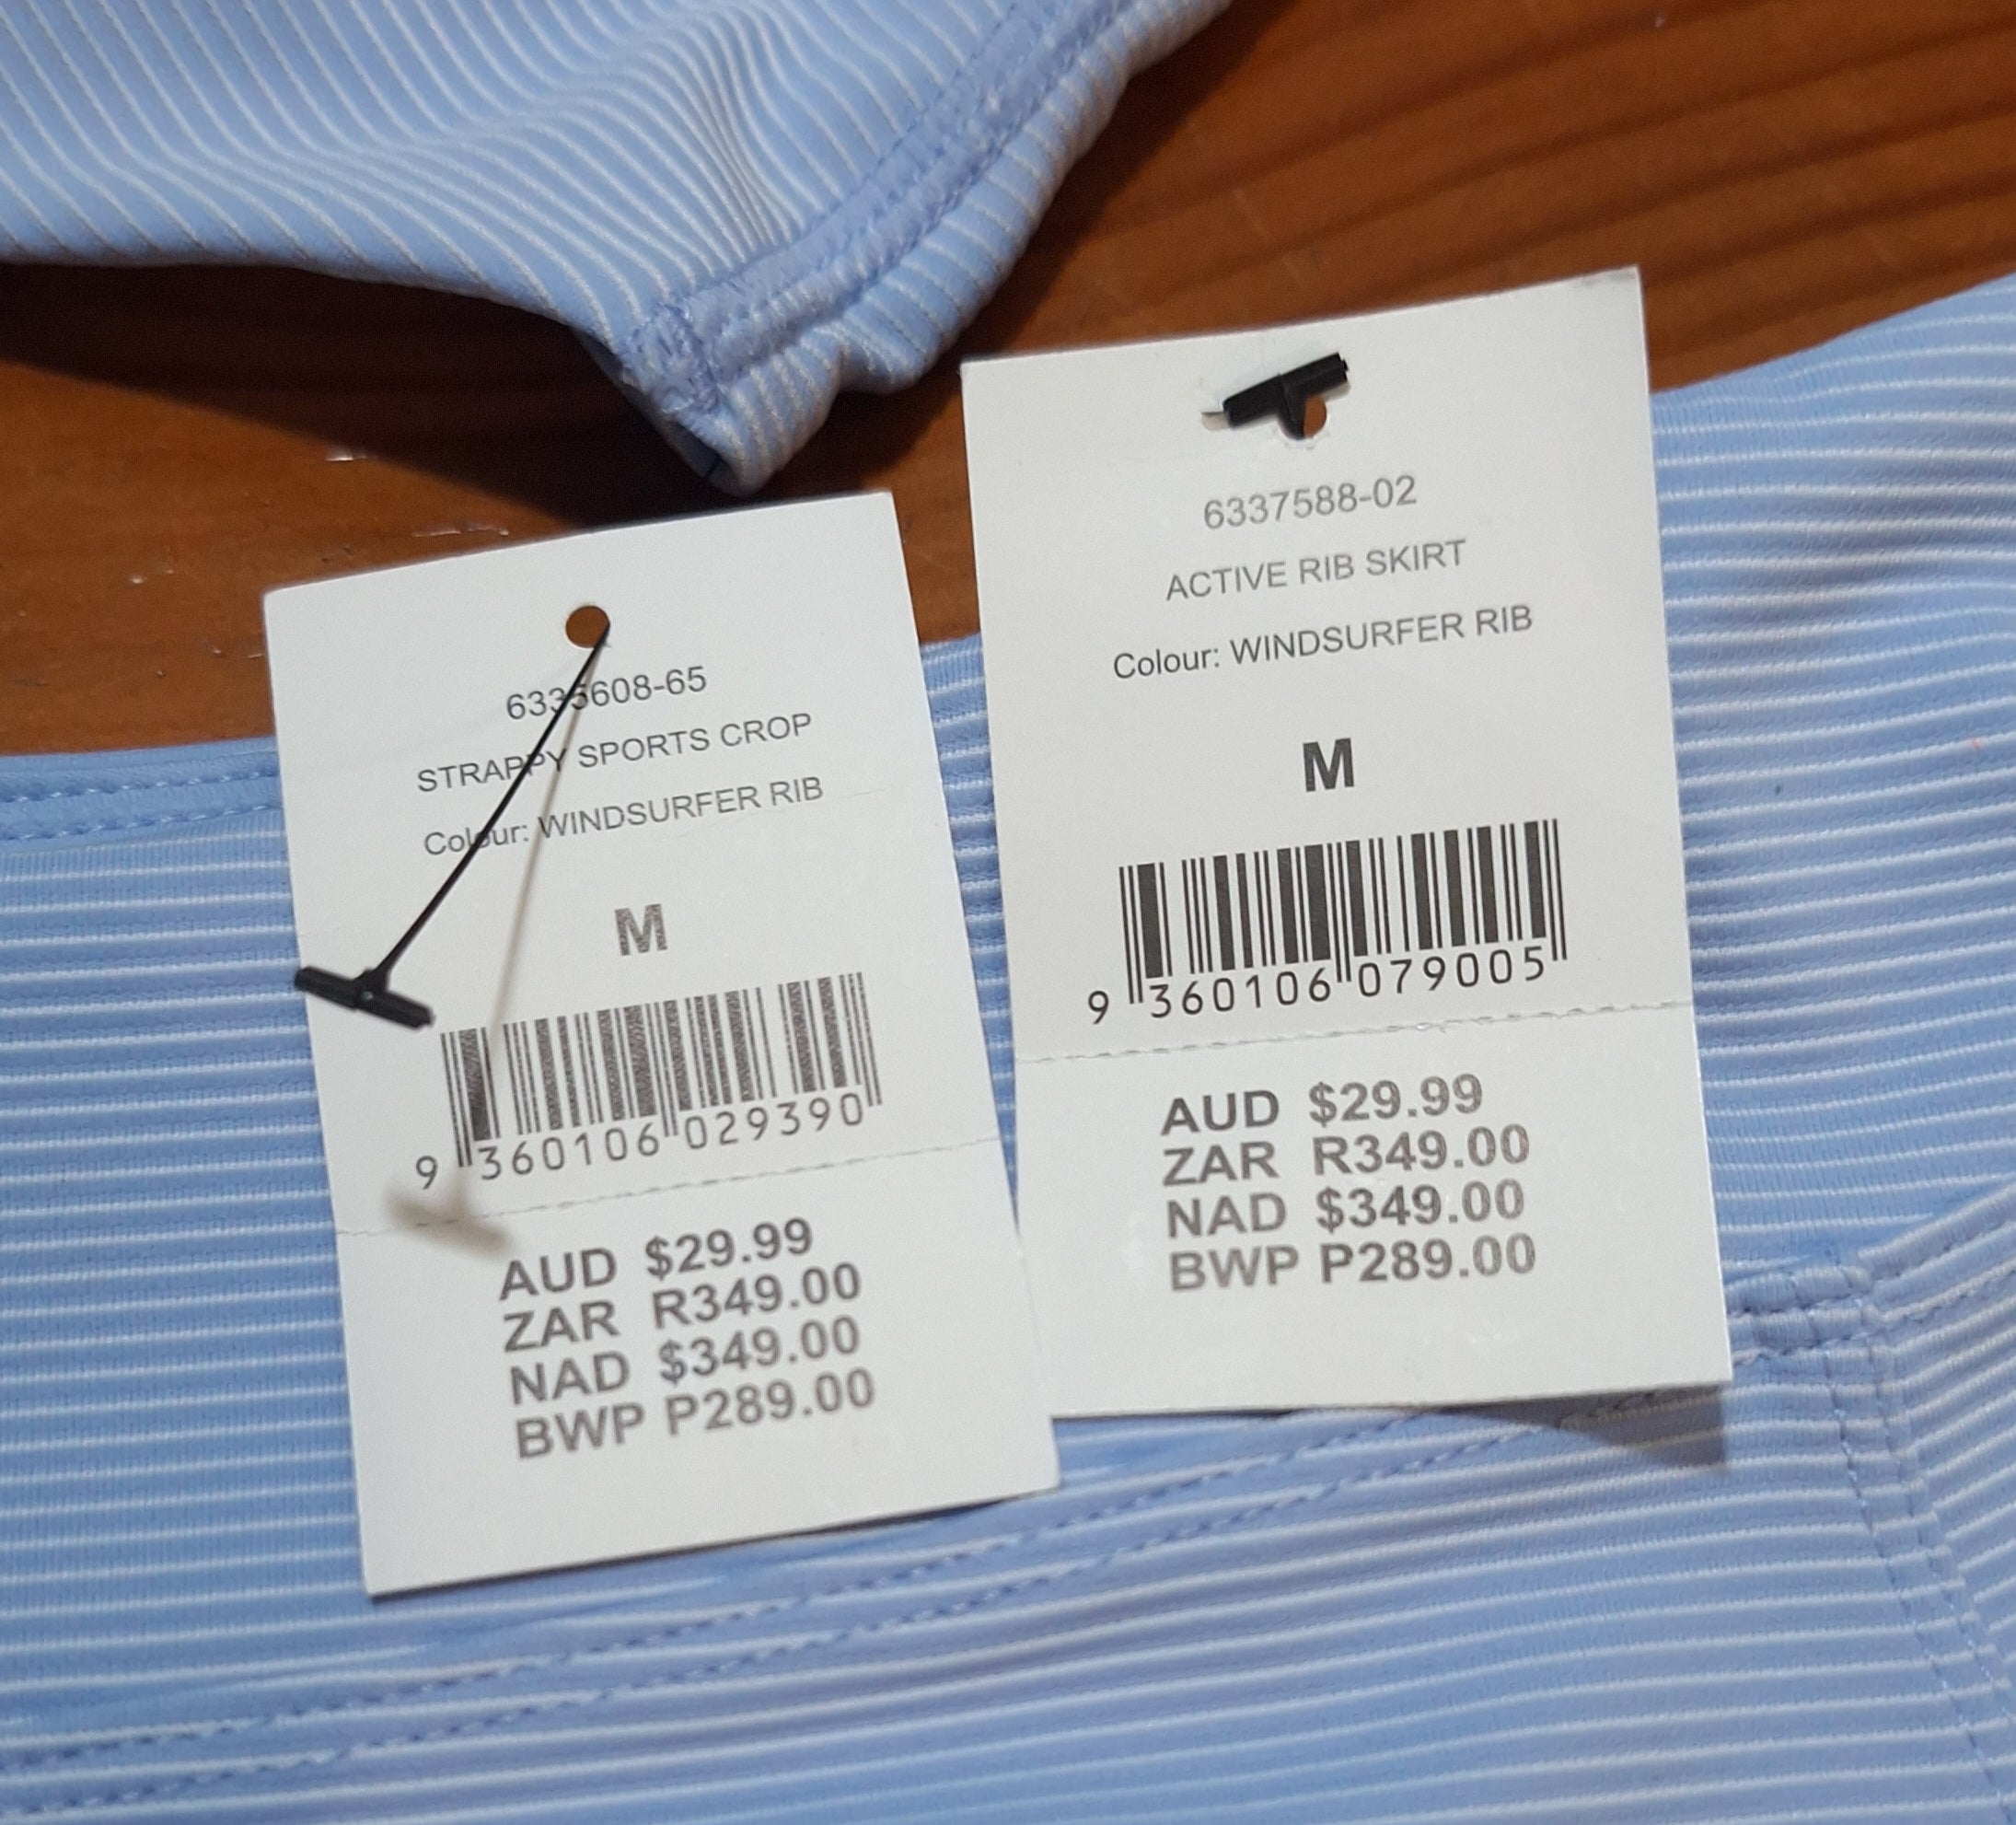 6335608-65
STRAPPY SPORTS CROP
Colour: WINDSURFER RIB
M
9 360106 029390
AUD $29.99
ZAR R349.00
NAD $349.00
BWP P289.00
6337588-02
ACTIVE RIB SKIRT
Colour: WINDSURFER RIB
M
9 360106 079005
AUD $29.99
ZAR R349.00
NAD $349.00
BWP P289.00